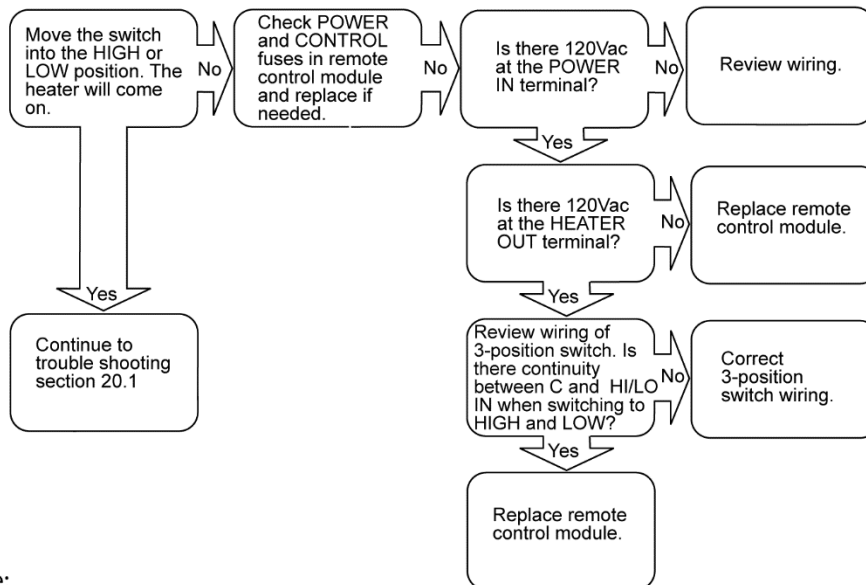 Move the switch
into the HIGH or
LOW position. The
heater will come
on.
No
Check POWER
and CONTROL
fuses in remote
control module
and replace if
needed.
No
Is there 120Vac
at the POWER
IN terminal?
No
Review wiring.
Yes
Is there 120Vac
at the HEATER
OUT terminal?
No
Replace remote
control module.
Yes
Yes
Continue to
trouble shooting
section 20.1
Review wiring of
3-position switch. Is
there continuity
between C and HI/LO
IN when switching to
HIGH and LOW?
No
Correct
3-position
switch wiring.
Yes
Replace remote
control module.